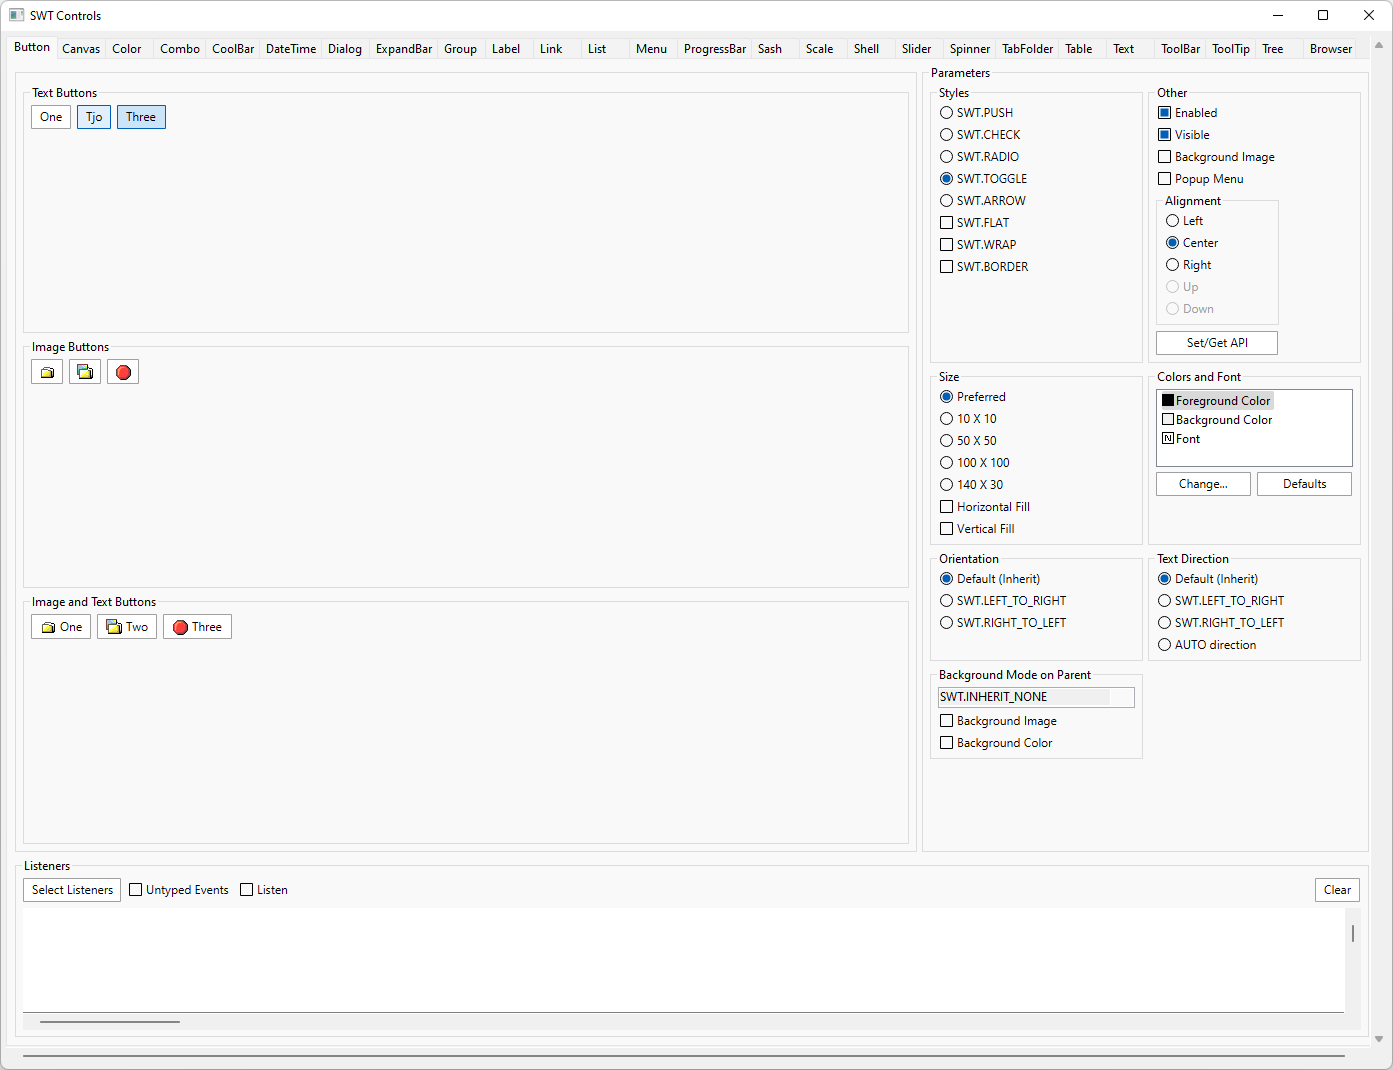 SWT Controls
Button Canvas Color Combo CoolBar DateTime Dialog ExpandBar Group Label Link List Menu ProgressBar Sash Scale Shell Slider Spinner TabFolder Table Text ToolBar ToolTip Tree Browser
Text Buttons
One Tjo Three
Image Buttons
Image and Text Buttons
One Two Three
Parameters
Styles
SWT.PUSH
SWT.CHECK
SWT.RADIO
SWT.TOGGLE
SWT.ARROW
SWT.FLAT
SWT.WRAP
SWT.BORDER
Other
Enabled
Visible
Background Image
Popup Menu
Alignment
Left
Center
Right
Up
Down
Set/Get API
Size
Preferred
10 X 10
50 X 50
100 X 100
140 X 30
Horizontal Fill
Vertical Fill
Colors and Font
Foreground Color
Background Color
N Font
Change... Defaults
Orientation
Default (Inherit)
SWT.LEFT_TO_RIGHT
SWT.RIGHT_TO_LEFT
Text Direction
Default (Inherit)
SWT.LEFT_TO_RIGHT
SWT.RIGHT_TO_LEFT
AUTO direction
Background Mode on Parent
SWT.INHERIT_NONE
Background Image
Background Color
Listeners
Select Listeners Untyped Events Listen Clear